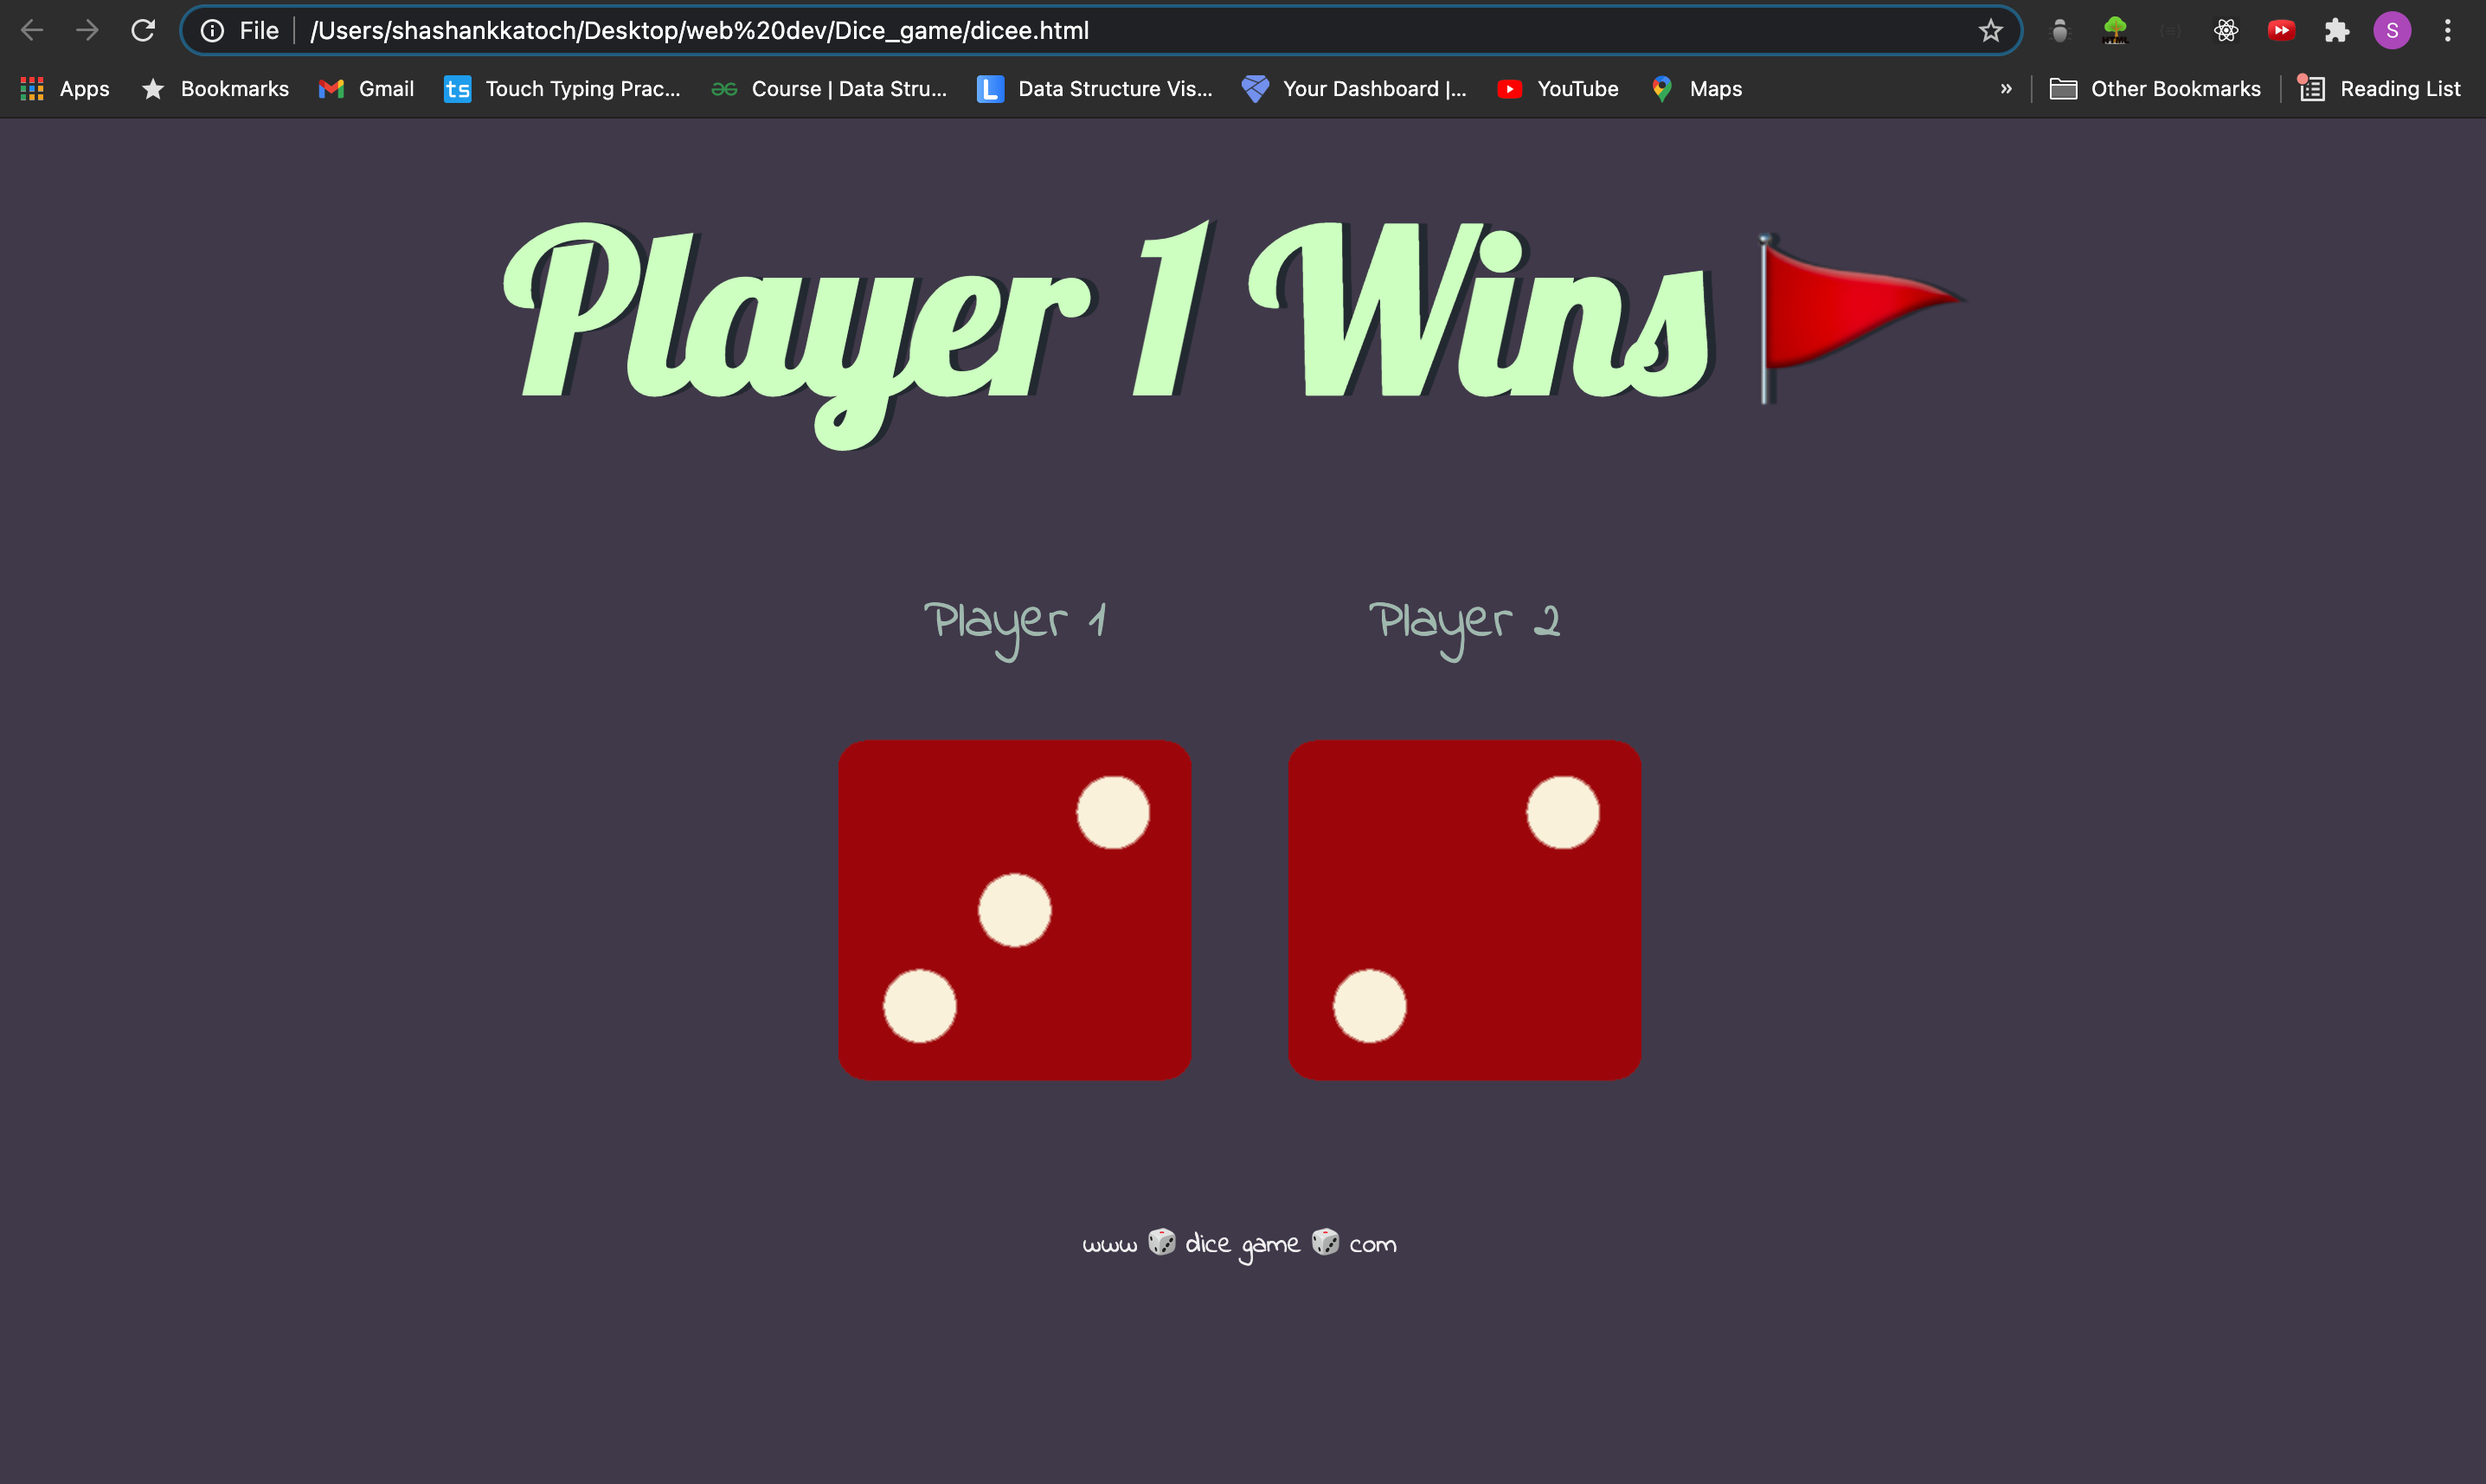 File /Users/shashankkatoch/Desktop/web%20dev/Dice_game/dicee.html S
Apps Bookmarks Gmail ts Touch Typing Prac... Course | Data Stru... L Data Structure Vis... Your Dashboard |... YouTube Maps » Other Bookmarks Reading List
Player 1 Wins 🚩
Player 1 Player 2
www 🎲 dice game 🎲 com